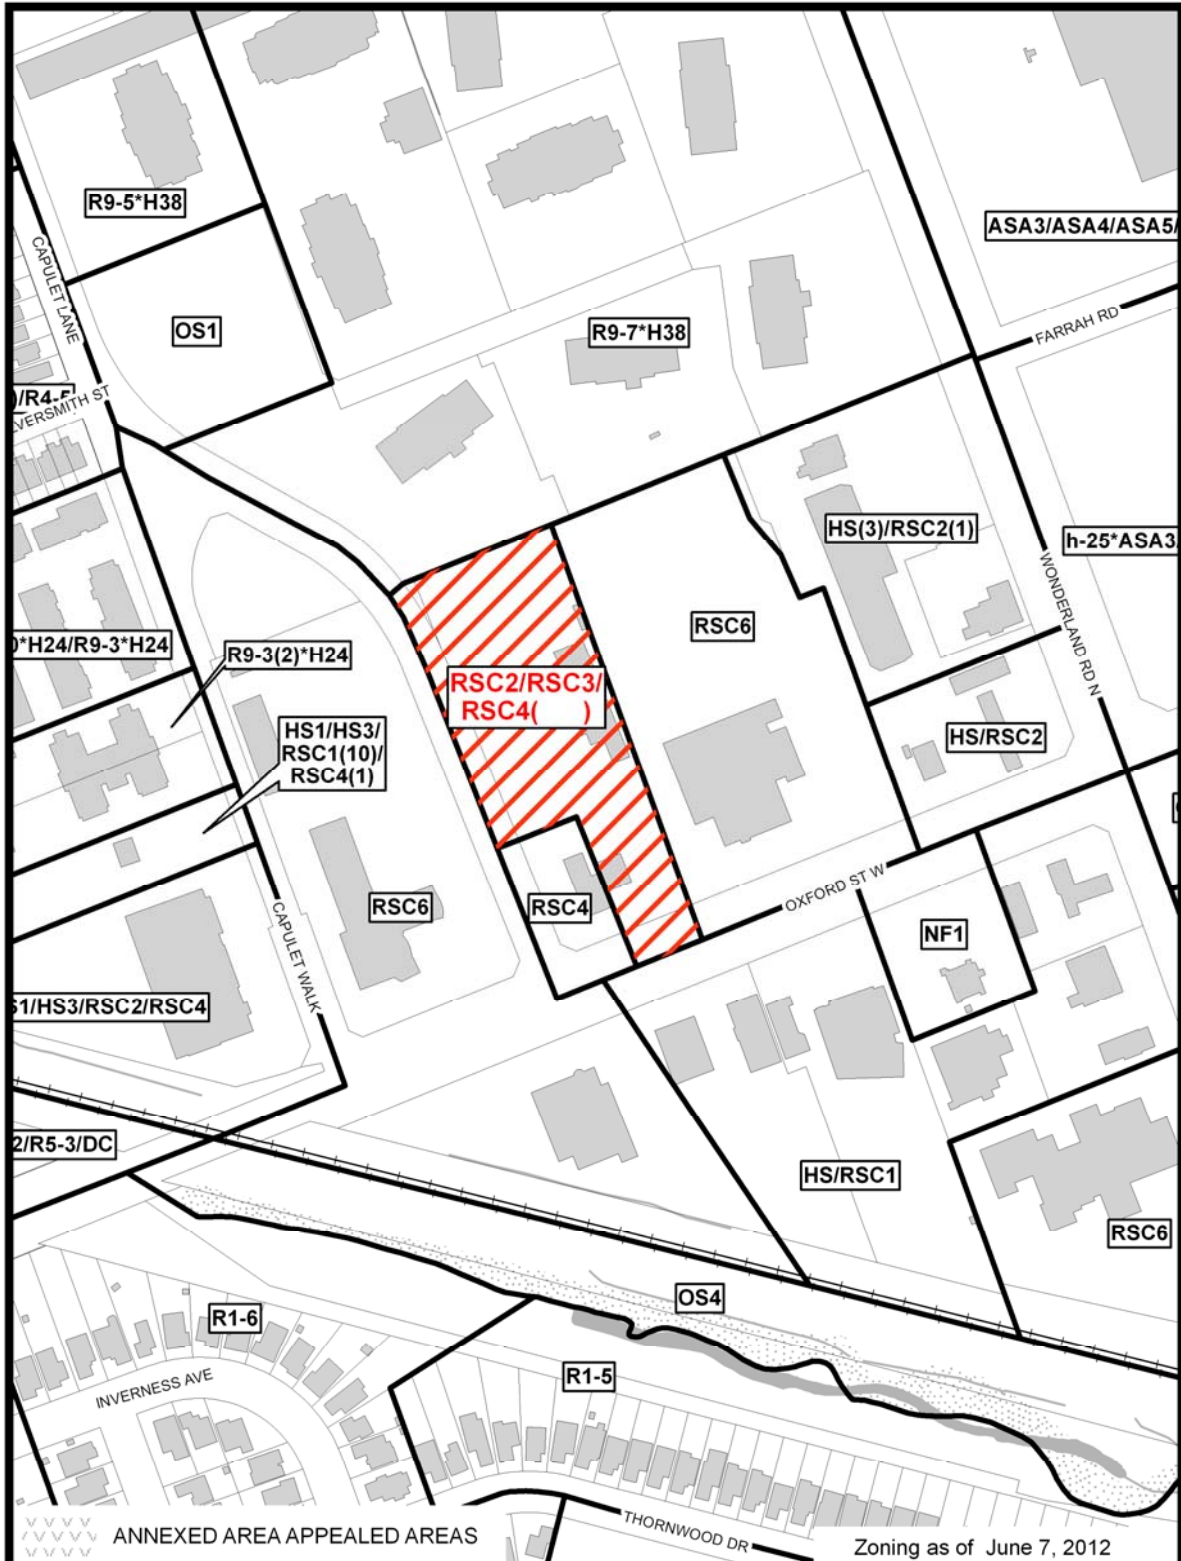 R9-5*H38
ASA3/ASA4/ASA5/
CAPULET LANE
OS1
R9-7*H38
FARRAH RD
)/R4-5
VERSMITH ST
HS(3)/RSC2(1)
h-25*ASA3
WONDERLAND RD N
RSC6
0*H24/R9-3*H24
R9-3(2)*H24
RSC2/RSC3/
RSC4( )
HS1/HS3/
RSC1(10)/
RSC4(1)
HS/RSC2
OXFORD ST W
RSC6
RSC4
NF1
CAPULET WALK
S1/HS3/RSC2/RSC4
2/R5-3/DC
HS/RSC1
RSC6
OS4
R1-6
R1-5
INVERNESS AVE
THORNWOOD DR
ANNEXED AREA APPEALED AREAS
Zoning as of June 7, 2012